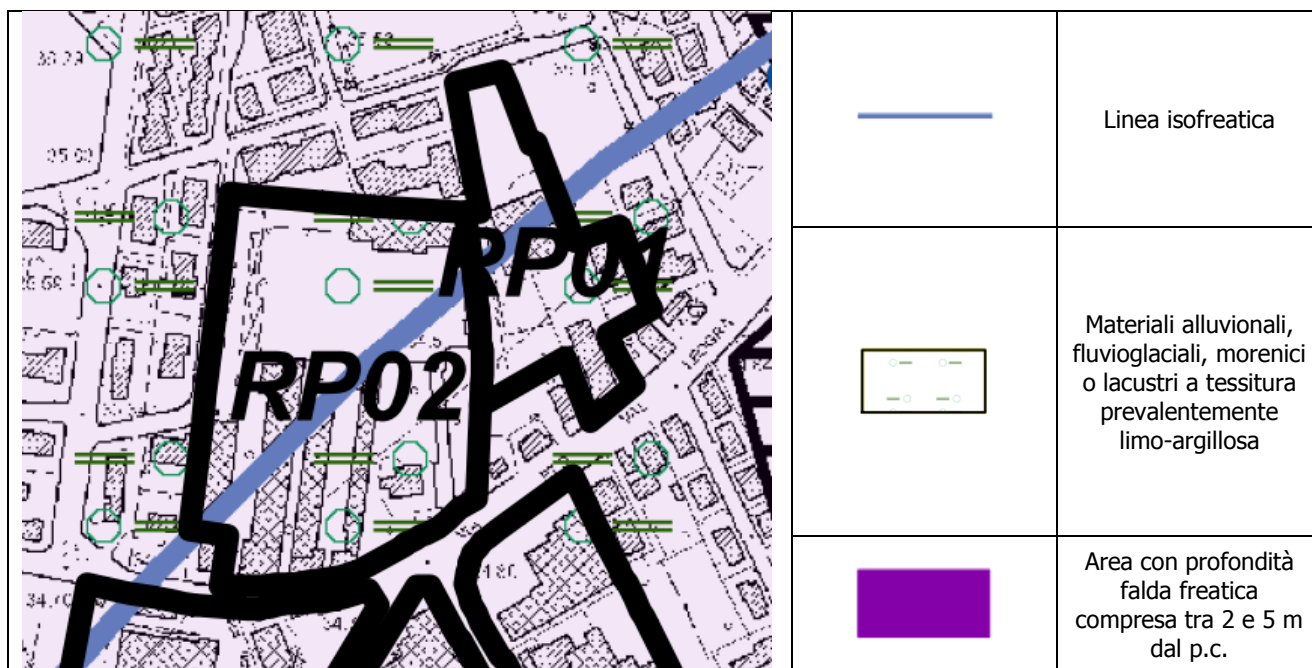 Linea isofreatica
RP01
RP02
Materiali alluvionali,
fluvioglaciali, morenici
o lacustri a tessitura
prevalentemente
limo-argillosa
Area con profondità
falda freatica
compresa tra 2 e 5 m
dal p.c.